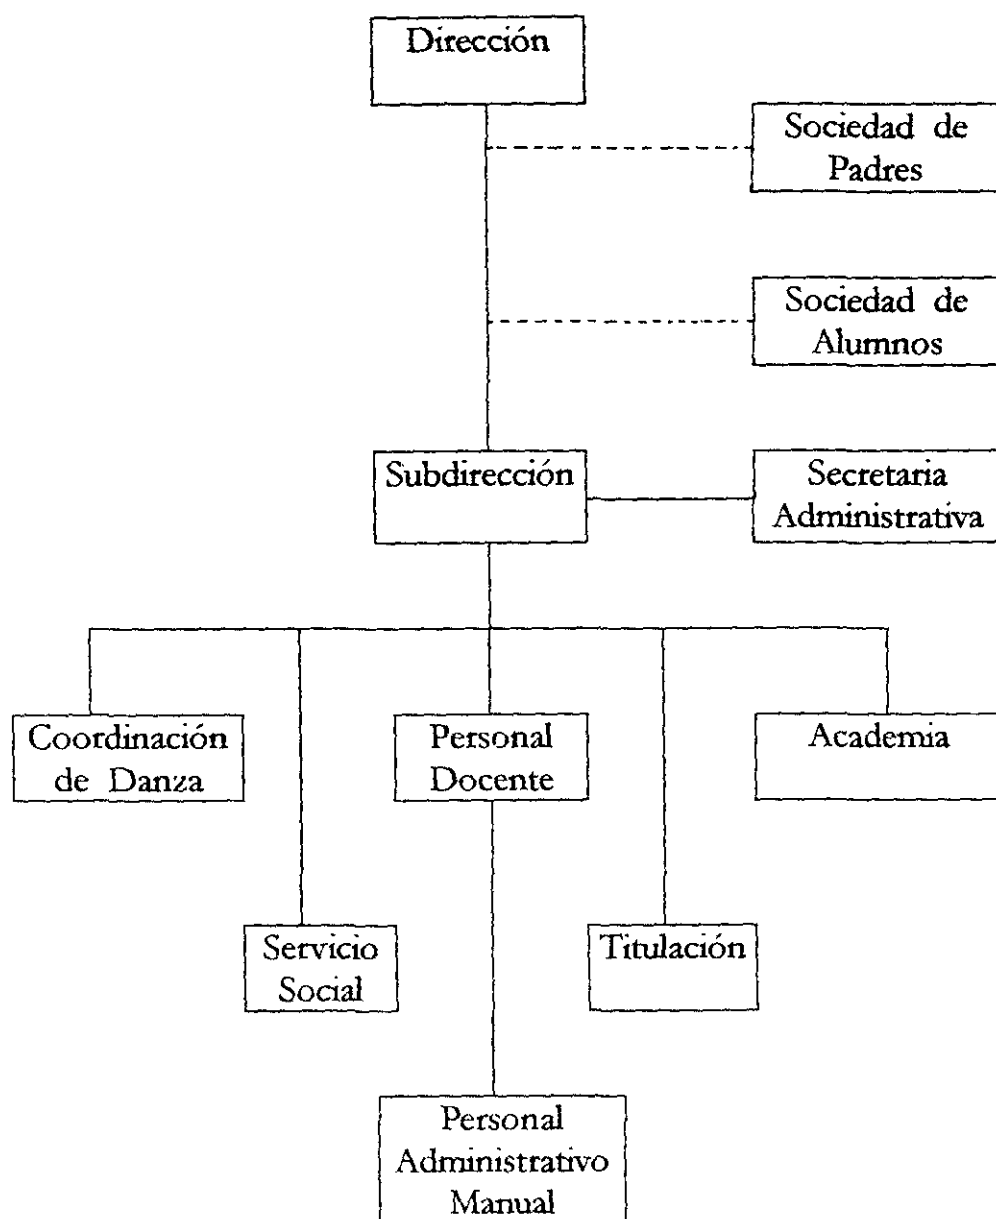 Dirección
Sociedad de
Padres
Sociedad de
Alumnos
Subdirección
Secretaria
Administrativa
Coordinación
de Danza
Personal
Docente
Academia
Servicio
Social
Titulación
Personal
Administrativo
Manual